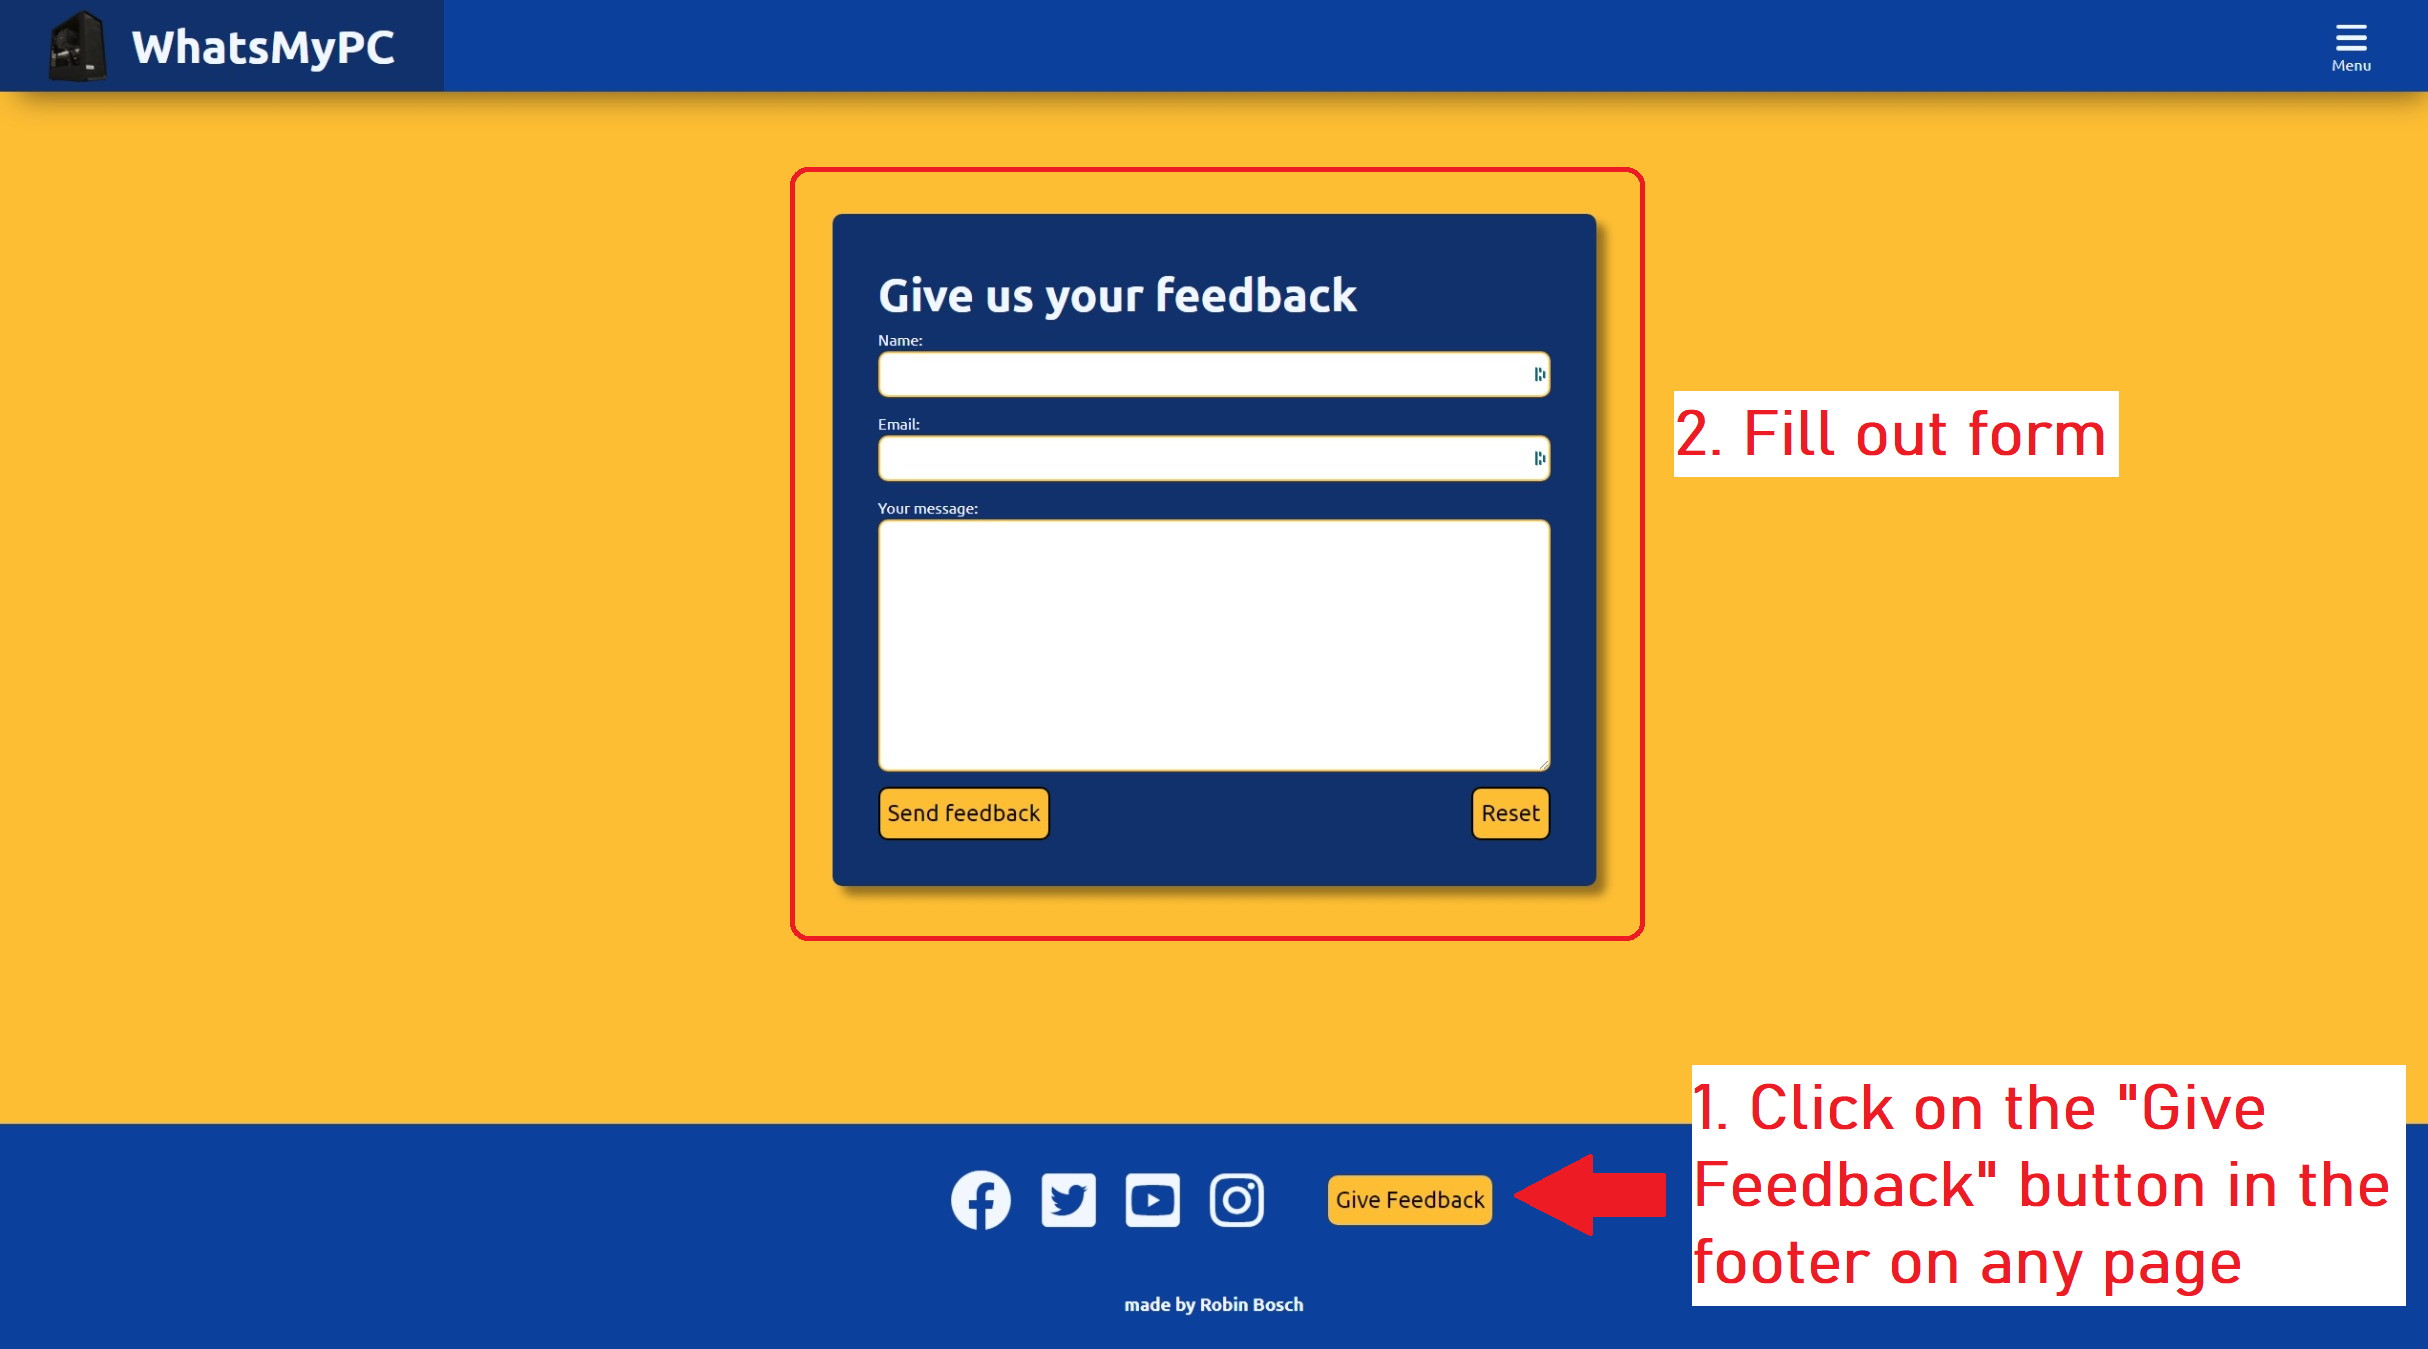 WhatsMyPC
Menu
Give us your feedback
Name:
Email:
Your message:
Send feedback
Reset
2. Fill out form
Give Feedback
1. Click on the "Give
Feedback" button in the
footer on any page
made by Robin Bosch